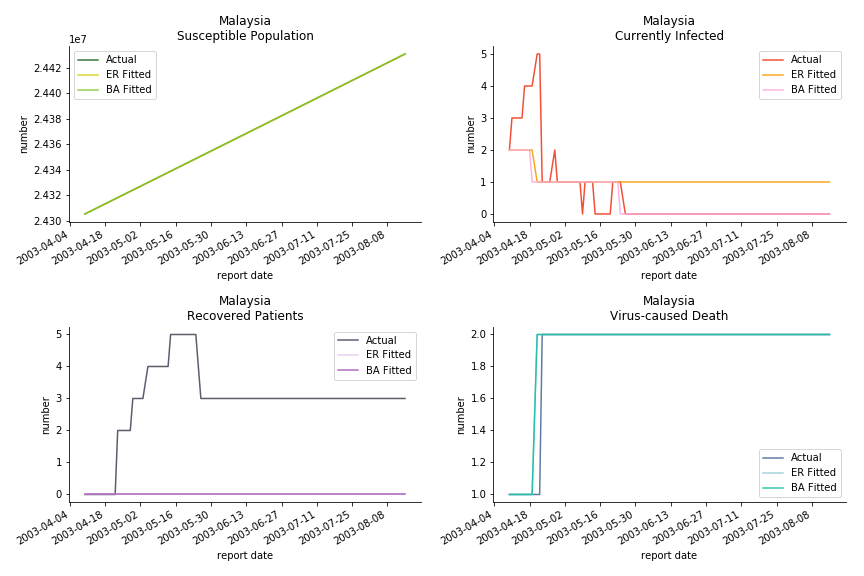 Malaysia
Susceptible Population
1e7
Actual
ER Fitted
BA Fitted
number
2.442
2.440
2.438
2.436
2.434
2.432
2.430
2003-04-04
2003-04-18
2003-05-02
2003-05-16
2003-05-30
2003-06-13
2003-06-27
2003-07-11
2003-07-25
2003-08-08
report date
Malaysia
Currently Infected
Actual
ER Fitted
BA Fitted
number
5
4
3
2
1
0
2003-04-04
2003-04-18
2003-05-02
2003-05-16
2003-05-30
2003-06-13
2003-06-27
2003-07-11
2003-07-25
2003-08-08
report date
Malaysia
Recovered Patients
Actual
ER Fitted
BA Fitted
number
5
4
3
2
1
0
2003-04-04
2003-04-18
2003-05-02
2003-05-16
2003-05-30
2003-06-13
2003-06-27
2003-07-11
2003-07-25
2003-08-08
report date
Malaysia
Virus-caused Death
number
2.0
1.8
1.6
1.4
1.2
1.0
Actual
ER Fitted
BA Fitted
2003-04-04
2003-04-18
2003-05-02
2003-05-16
2003-05-30
2003-06-13
2003-06-27
2003-07-11
2003-07-25
2003-08-08
report date